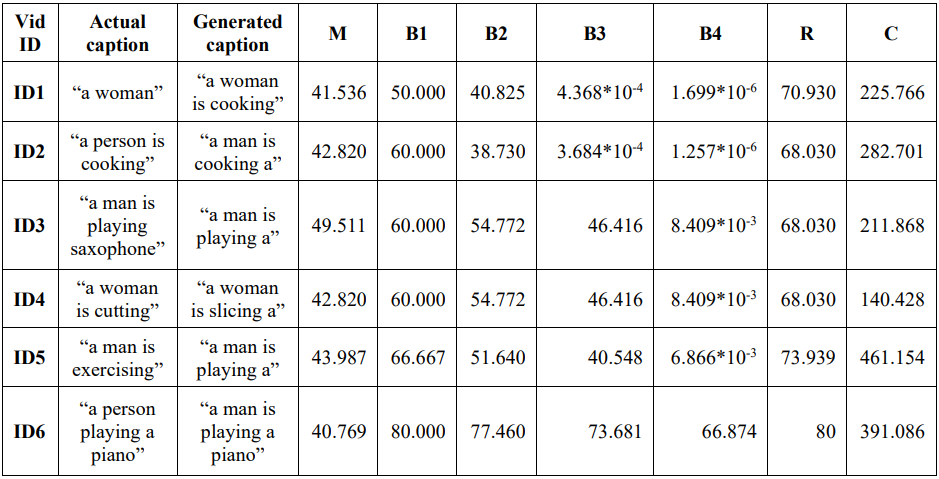 Vid ID Actual caption Generated caption M B1 B2 B3 B4 R C
ID1 “a woman” “a woman is cooking” 41.536 50.000 40.825 4.368*10-4 1.699*10-6 70.930 225.766
ID2 “a person is cooking” “a man is cooking a” 42.820 60.000 38.730 3.684*10-4 1.257*10-6 68.030 282.701
ID3 “a man is playing saxophone” “a man is playing a” 49.511 60.000 54.772 46.416 8.409*10-3 68.030 211.868
ID4 “a woman is cutting” “a woman is slicing a” 42.820 60.000 54.772 46.416 8.409*10-3 68.030 140.428
ID5 “a man is exercising” “a man is playing a” 43.987 66.667 51.640 40.548 6.866*10-3 73.939 461.154
ID6 “a person playing a piano” “a man is playing a piano” 40.769 80.000 77.460 73.681 66.874 80 391.086